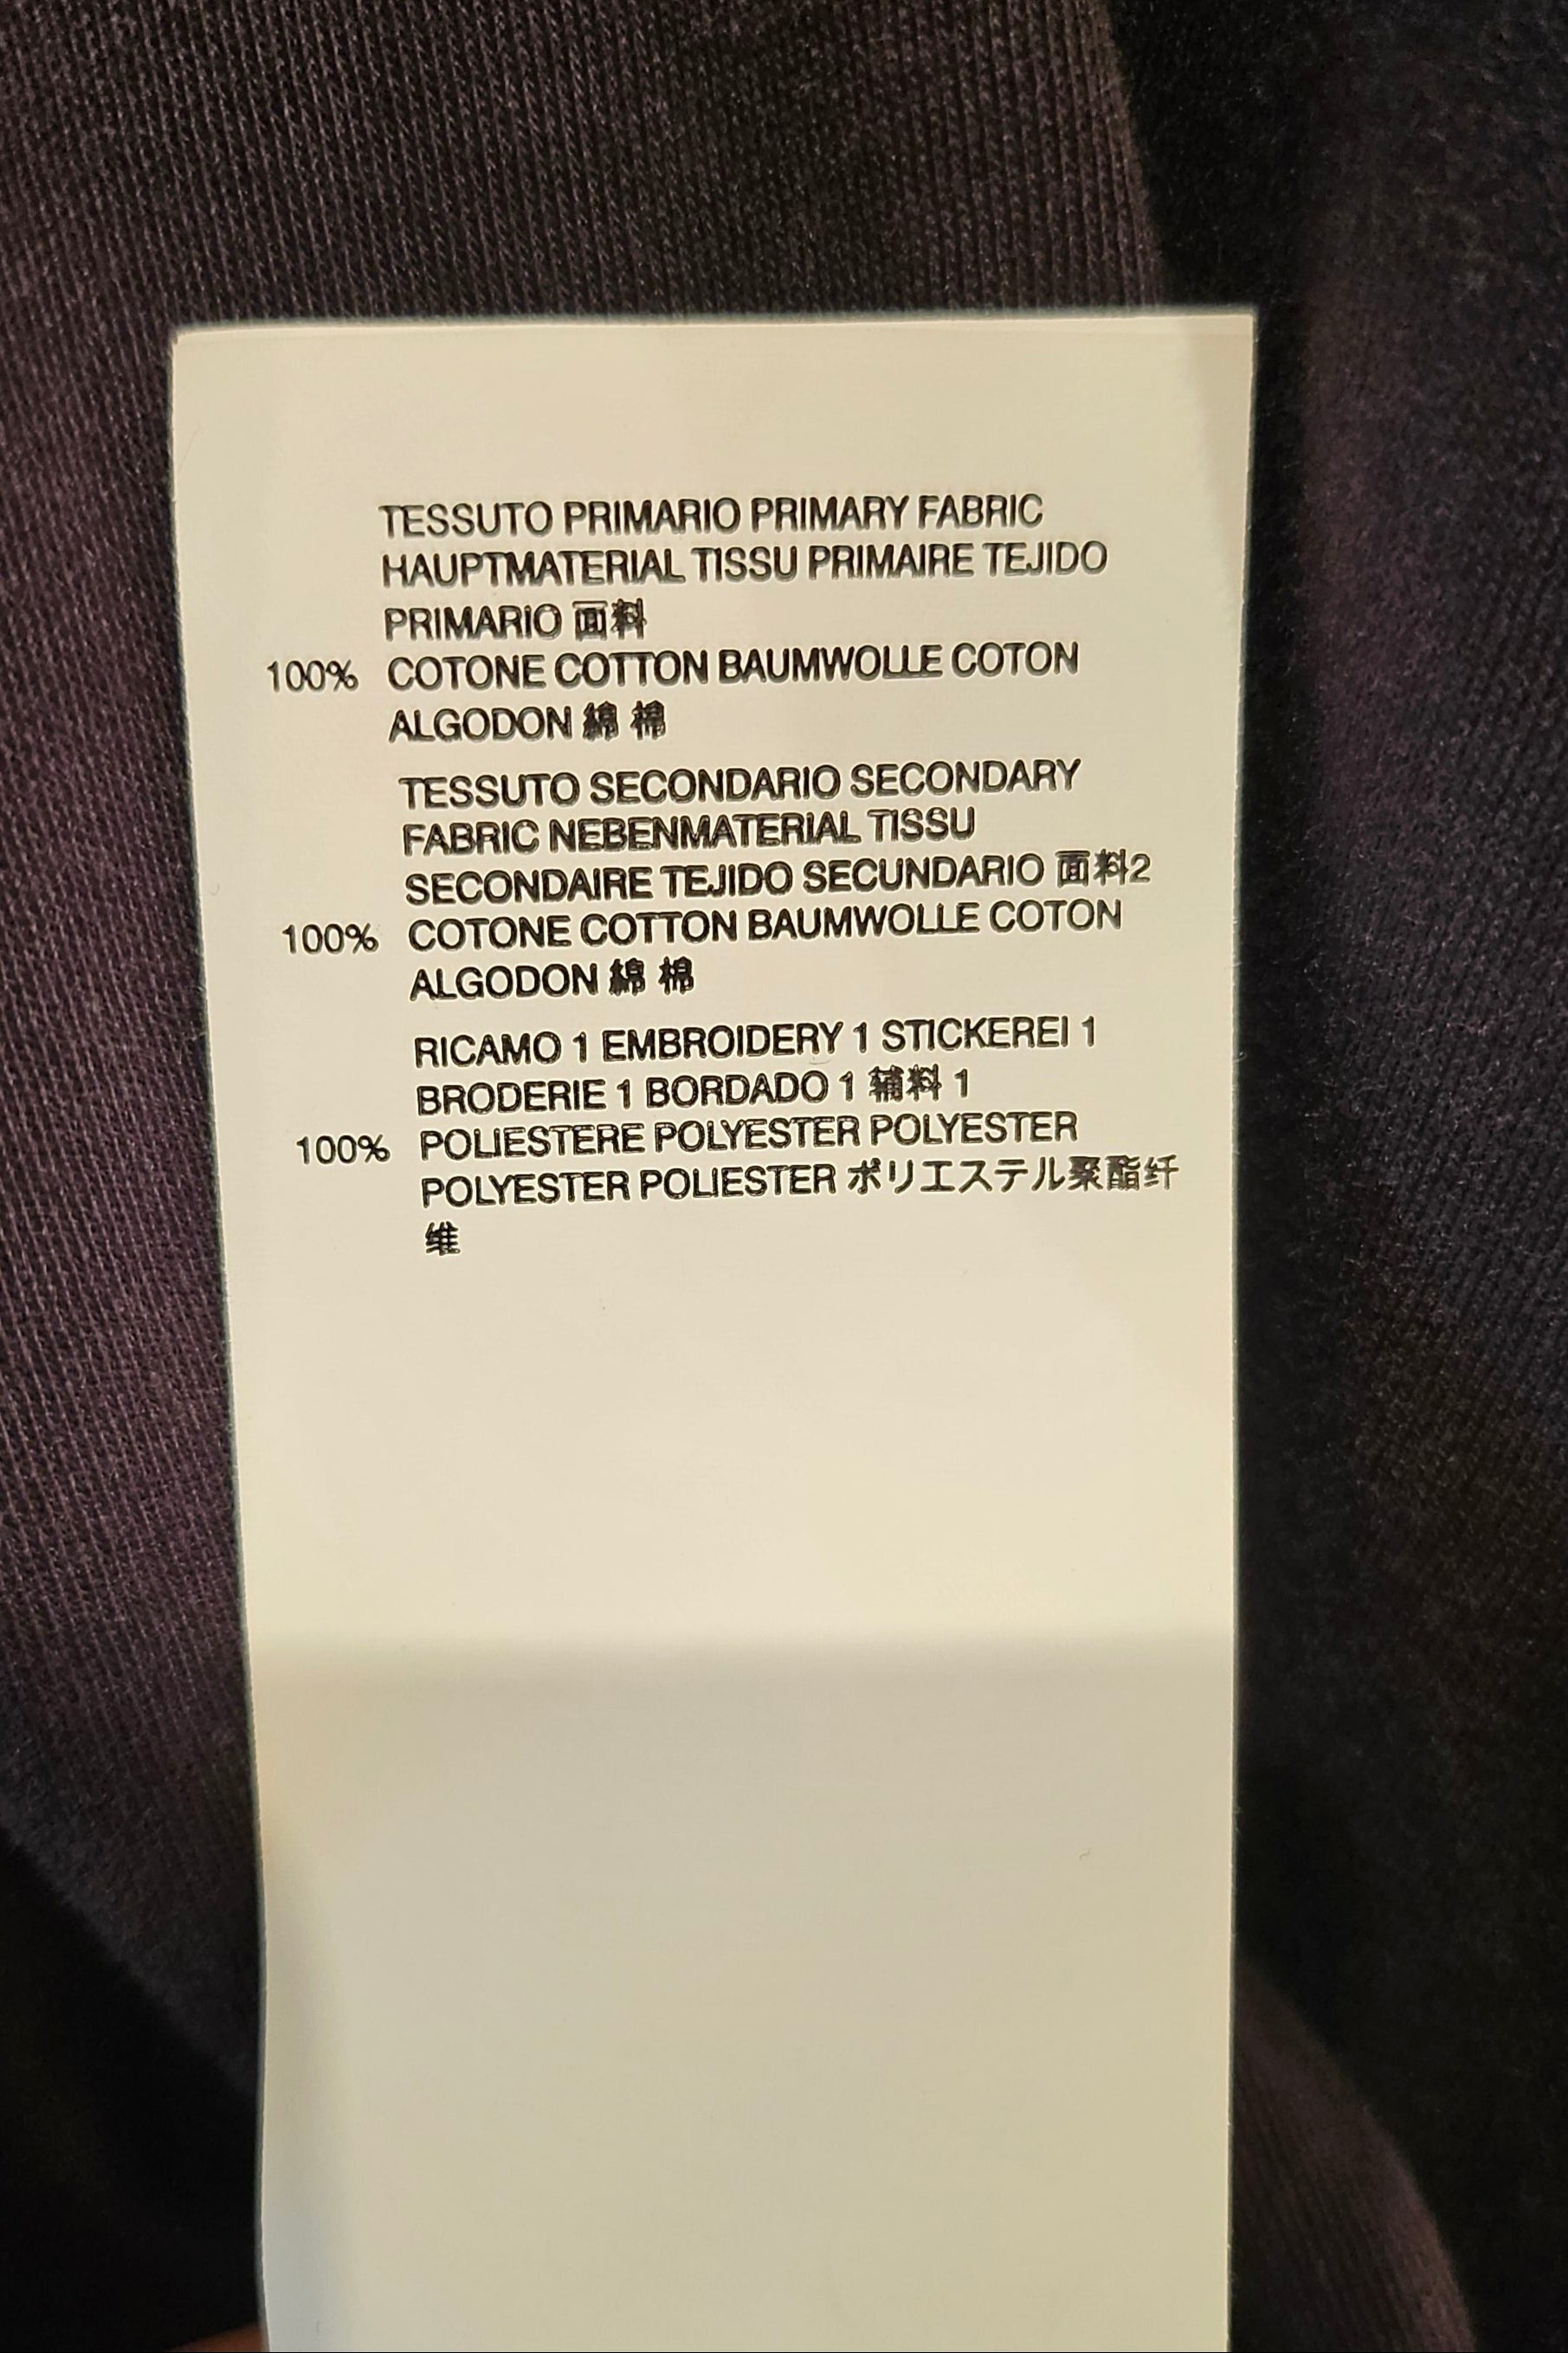 TESSUTO PRIMARIO PRIMARY FABRIC
HAUPTMATERIAL TISSU PRIMAIRE TEJIDO
PRIMARIO 面料
100% COTONE COTTON BAUMWOLLE COTON
ALGODON 綿 棉
TESSUTO SECONDARIO SECONDARY
FABRIC NEBENMATERIAL TISSU
SECONDAIRE TEJIDO SECUNDARIO 面料2
100% COTONE COTTON BAUMWOLLE COTON
ALGODON 綿 棉
RICAMO 1 EMBROIDERY 1 STICKEREI 1
BRODERIE 1 BORDADO 1 辅料 1
100% POLIESTERE POLYESTER POLYESTER
POLYESTER POLIESTER ポリエステル聚酯纤
维